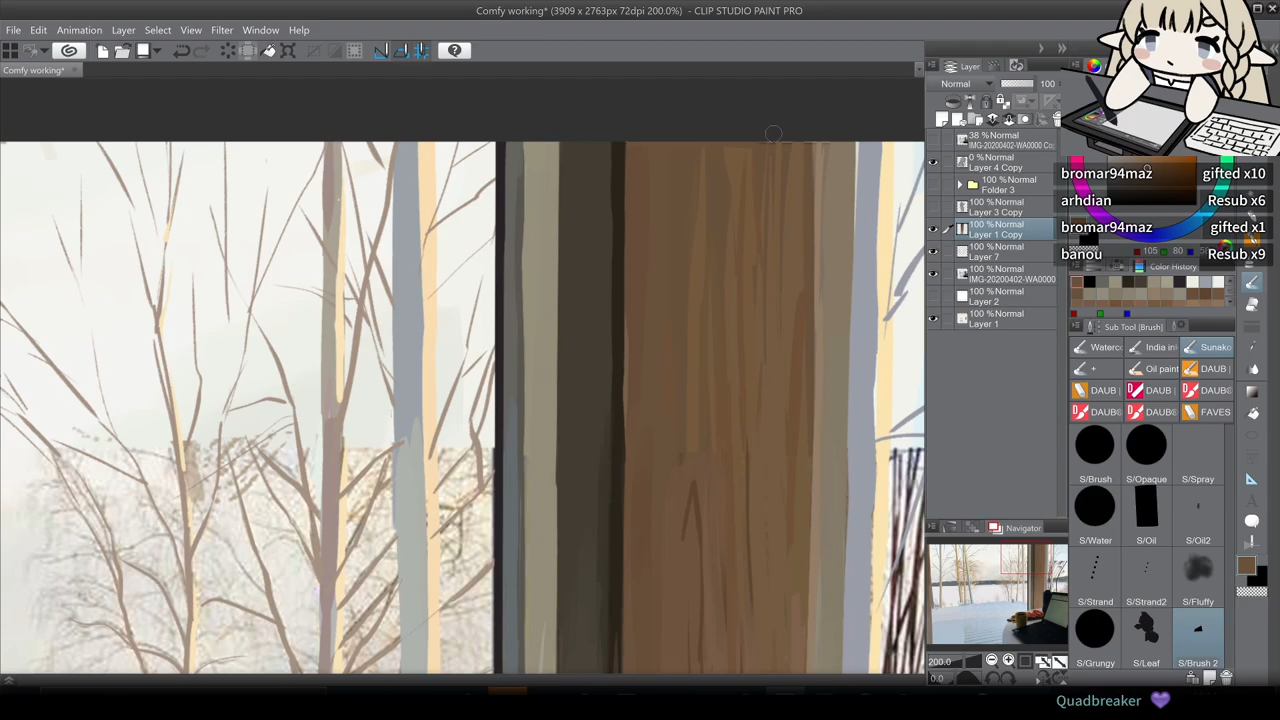 Comfy working* (3909 x 2763px 72dpi 200.0%) - CLIP STUDIO PAINT PRO
File Edit Animation Layer Select View Filter Window Help
Comfy working*
Layer
Normal 100
38 %Normal
IMG-20200402-WA0000 Co
0 %Normal
Layer 4 Copy
100 %Normal
Folder 3
100 %Normal
Layer 3 Copy
100 %Normal
Layer 1 Copy
100 %Normal
Layer 7
100 %Normal
IMG-20200402-WA0000
100 %Normal
Layer 2
100 %Normal
Layer 1
bromar94maz gifted x10
arhdian Resub x6
bromar94maz gifted x1
banou Resub x9
105 80
Color History
Sub Tool [Brush]
Waterc India in Sunako
+ Oil paint DAUB
DAUB DAUB DAUB
DAUB DAUB FAVES
S/Brush S/Opaque S/Spray
S/Water S/Oil S/Oil2
S/Strand S/Strand2 S/Fluffy
S/Grungy S/Leaf S/Brush 2
Navigator
200.0
0.0
Quadbreaker